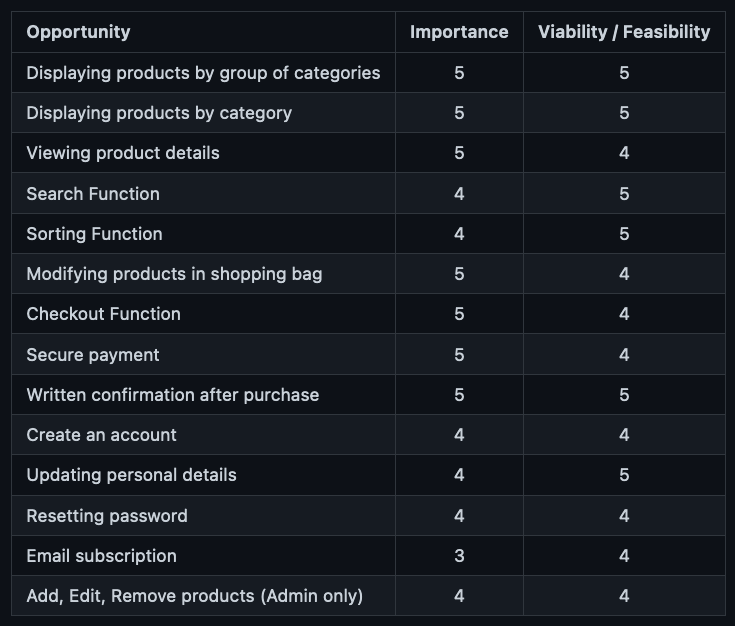 Opportunity Importance Viability / Feasibility
Displaying products by group of categories 5 5
Displaying products by category 5 5
Viewing product details 5 4
Search Function 4 5
Sorting Function 4 5
Modifying products in shopping bag 5 4
Checkout Function 5 4
Secure payment 5 4
Written confirmation after purchase 5 5
Create an account 4 4
Updating personal details 4 5
Resetting password 4 4
Email subscription 3 4
Add, Edit, Remove products (Admin only) 4 4